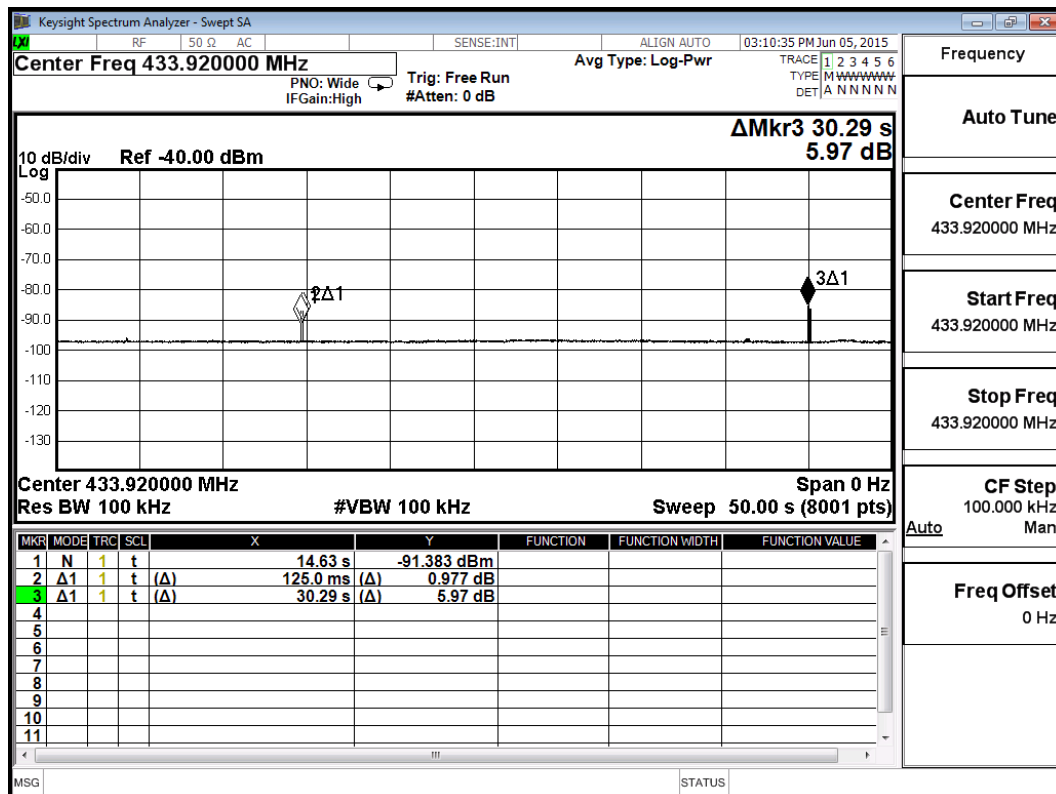 Keysight Spectrum Analyzer - Swept SA
LXI RF 50 Ω AC SENSE:INT ALIGN AUTO 03:10:35 PM Jun 05, 2015
Center Freq 433.920000 MHz
PNO: Wide
IFGain:High
Trig: Free Run
#Atten: 0 dB
Avg Type: Log-Pwr
TRACE 1 2 3 4 5 6
TYPE M W W W W W
DET A N N N N N
ΔMkr3 30.29 s
5.97 dB
10 dB/div Ref -40.00 dBm
Log
-50.0
-60.0
-70.0
-80.0
-90.0
-100
-110
-120
-130
2Δ1
3Δ1
Center 433.920000 MHz Span 0 Hz
Res BW 100 kHz #VBW 100 kHz Sweep 50.00 s (8001 pts)
MKR MODE TRC SCL X Y FUNCTION FUNCTION WIDTH FUNCTION VALUE
1 N 1 t 14.63 s -91.383 dBm
2 Δ1 1 t (Δ) 125.0 ms (Δ) 0.977 dB
3 Δ1 1 t (Δ) 30.29 s (Δ) 5.97 dB
4
5
6
7
8
9
10
11
MSG STATUS
Frequency
Auto Tune
Center Freq
433.920000 MHz
Start Freq
433.920000 MHz
Stop Freq
433.920000 MHz
CF Step
100.000 kHz
Auto Man
Freq Offset
0 Hz